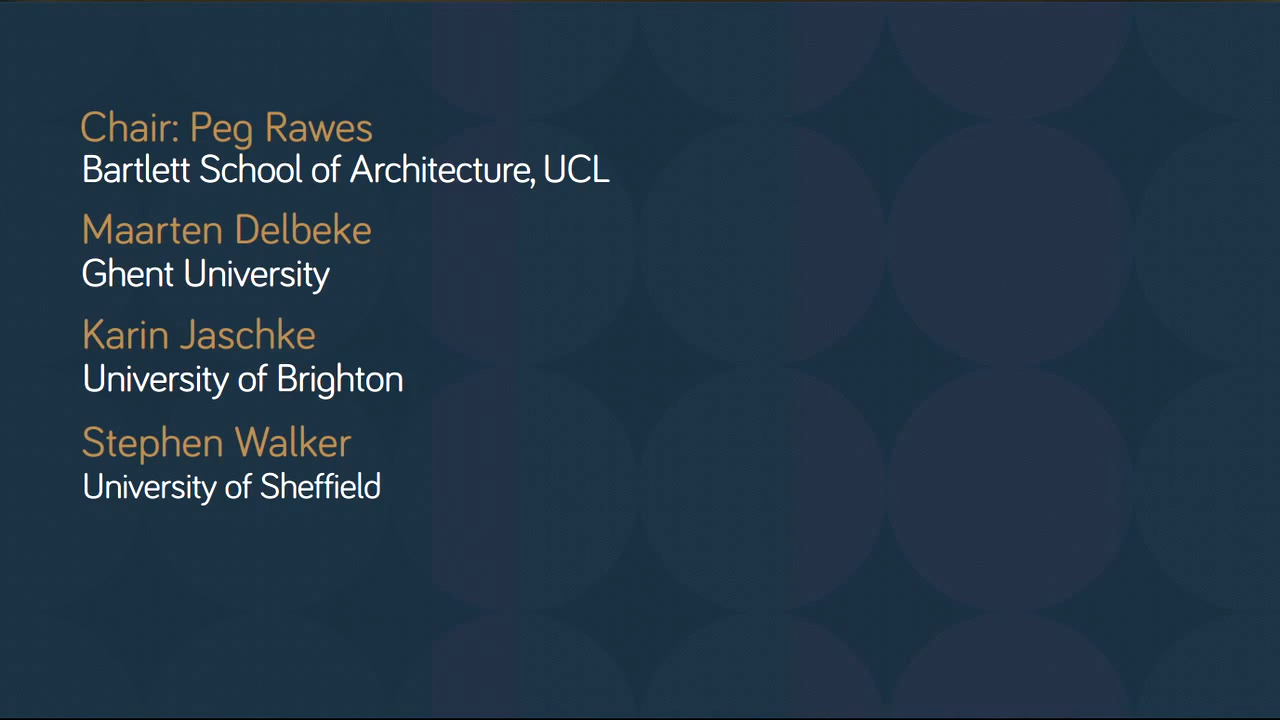 Chair: Peg Rawes
Bartlett School of Architecture, UCL
Maarten Delbeke
Ghent University
Karin Jaschke
University of Brighton
Stephen Walker
University of Sheffield